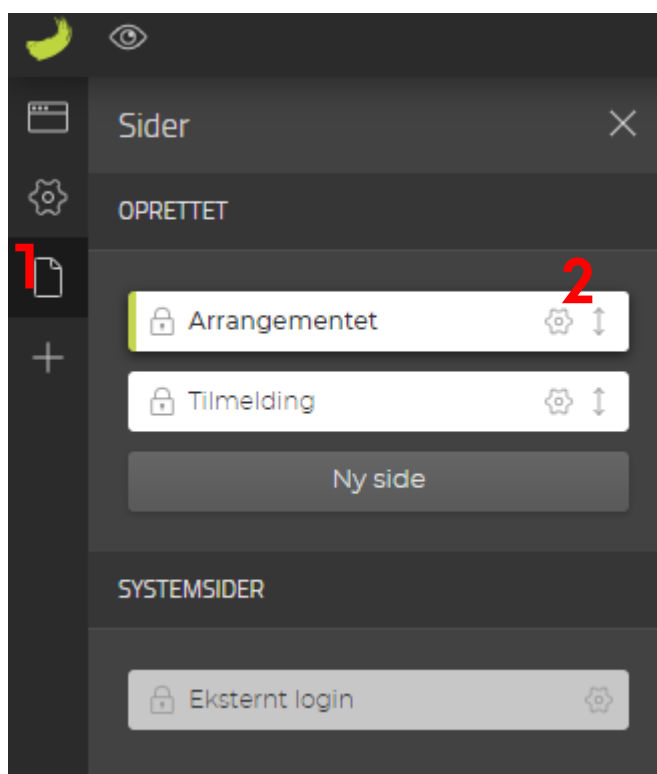 Sider
OPRETTET
1
2
Arrangementet
Tilmelding
Ny side
SYSTEMSIDER
Eksternt login